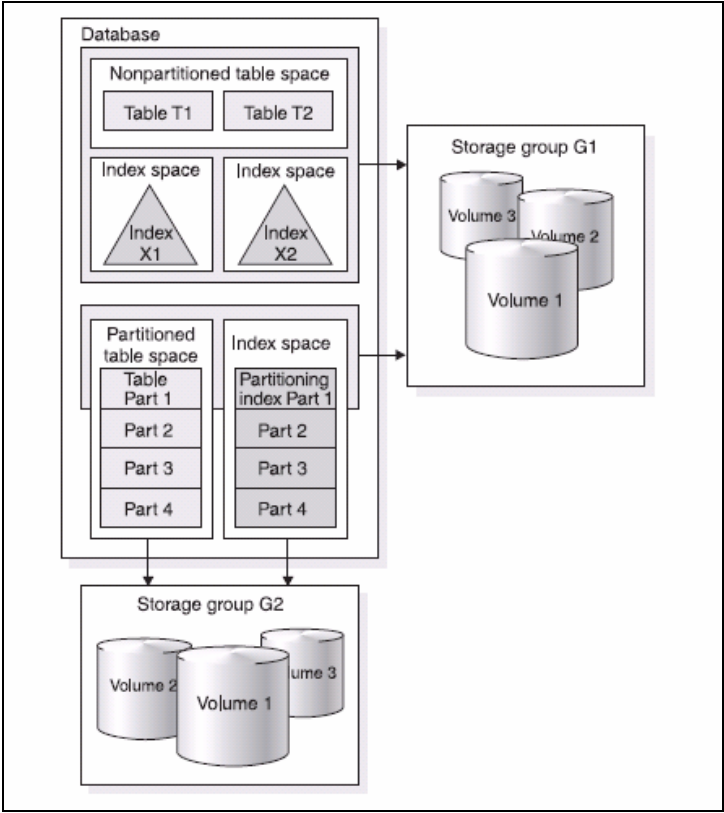 Database
Nonpartitioned table space
Table T1
Table T2
Index space
Index X1
Index space
Index X2
Storage group G1
Volume 3
Volume 2
Volume 1
Partitioned
table space
Table
Part 1
Part 2
Part 3
Part 4
Index space
Partitioning
index Part 1
Part 2
Part 3
Part 4
Storage group G2
Volume 2
Volume 1
ume 3